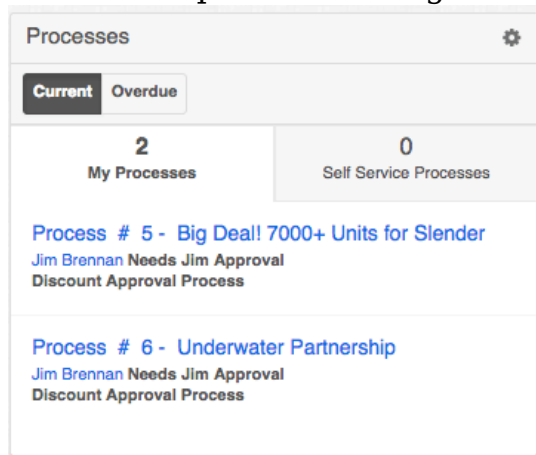 Processes
Current Overdue
2 0
My Processes Self Service Processes
Process # 5 - Big Deal! 7000+ Units for Slender
Jim Brennan Needs Jim Approval
Discount Approval Process
Process # 6 - Underwater Partnership
Jim Brennan Needs Jim Approval
Discount Approval Process